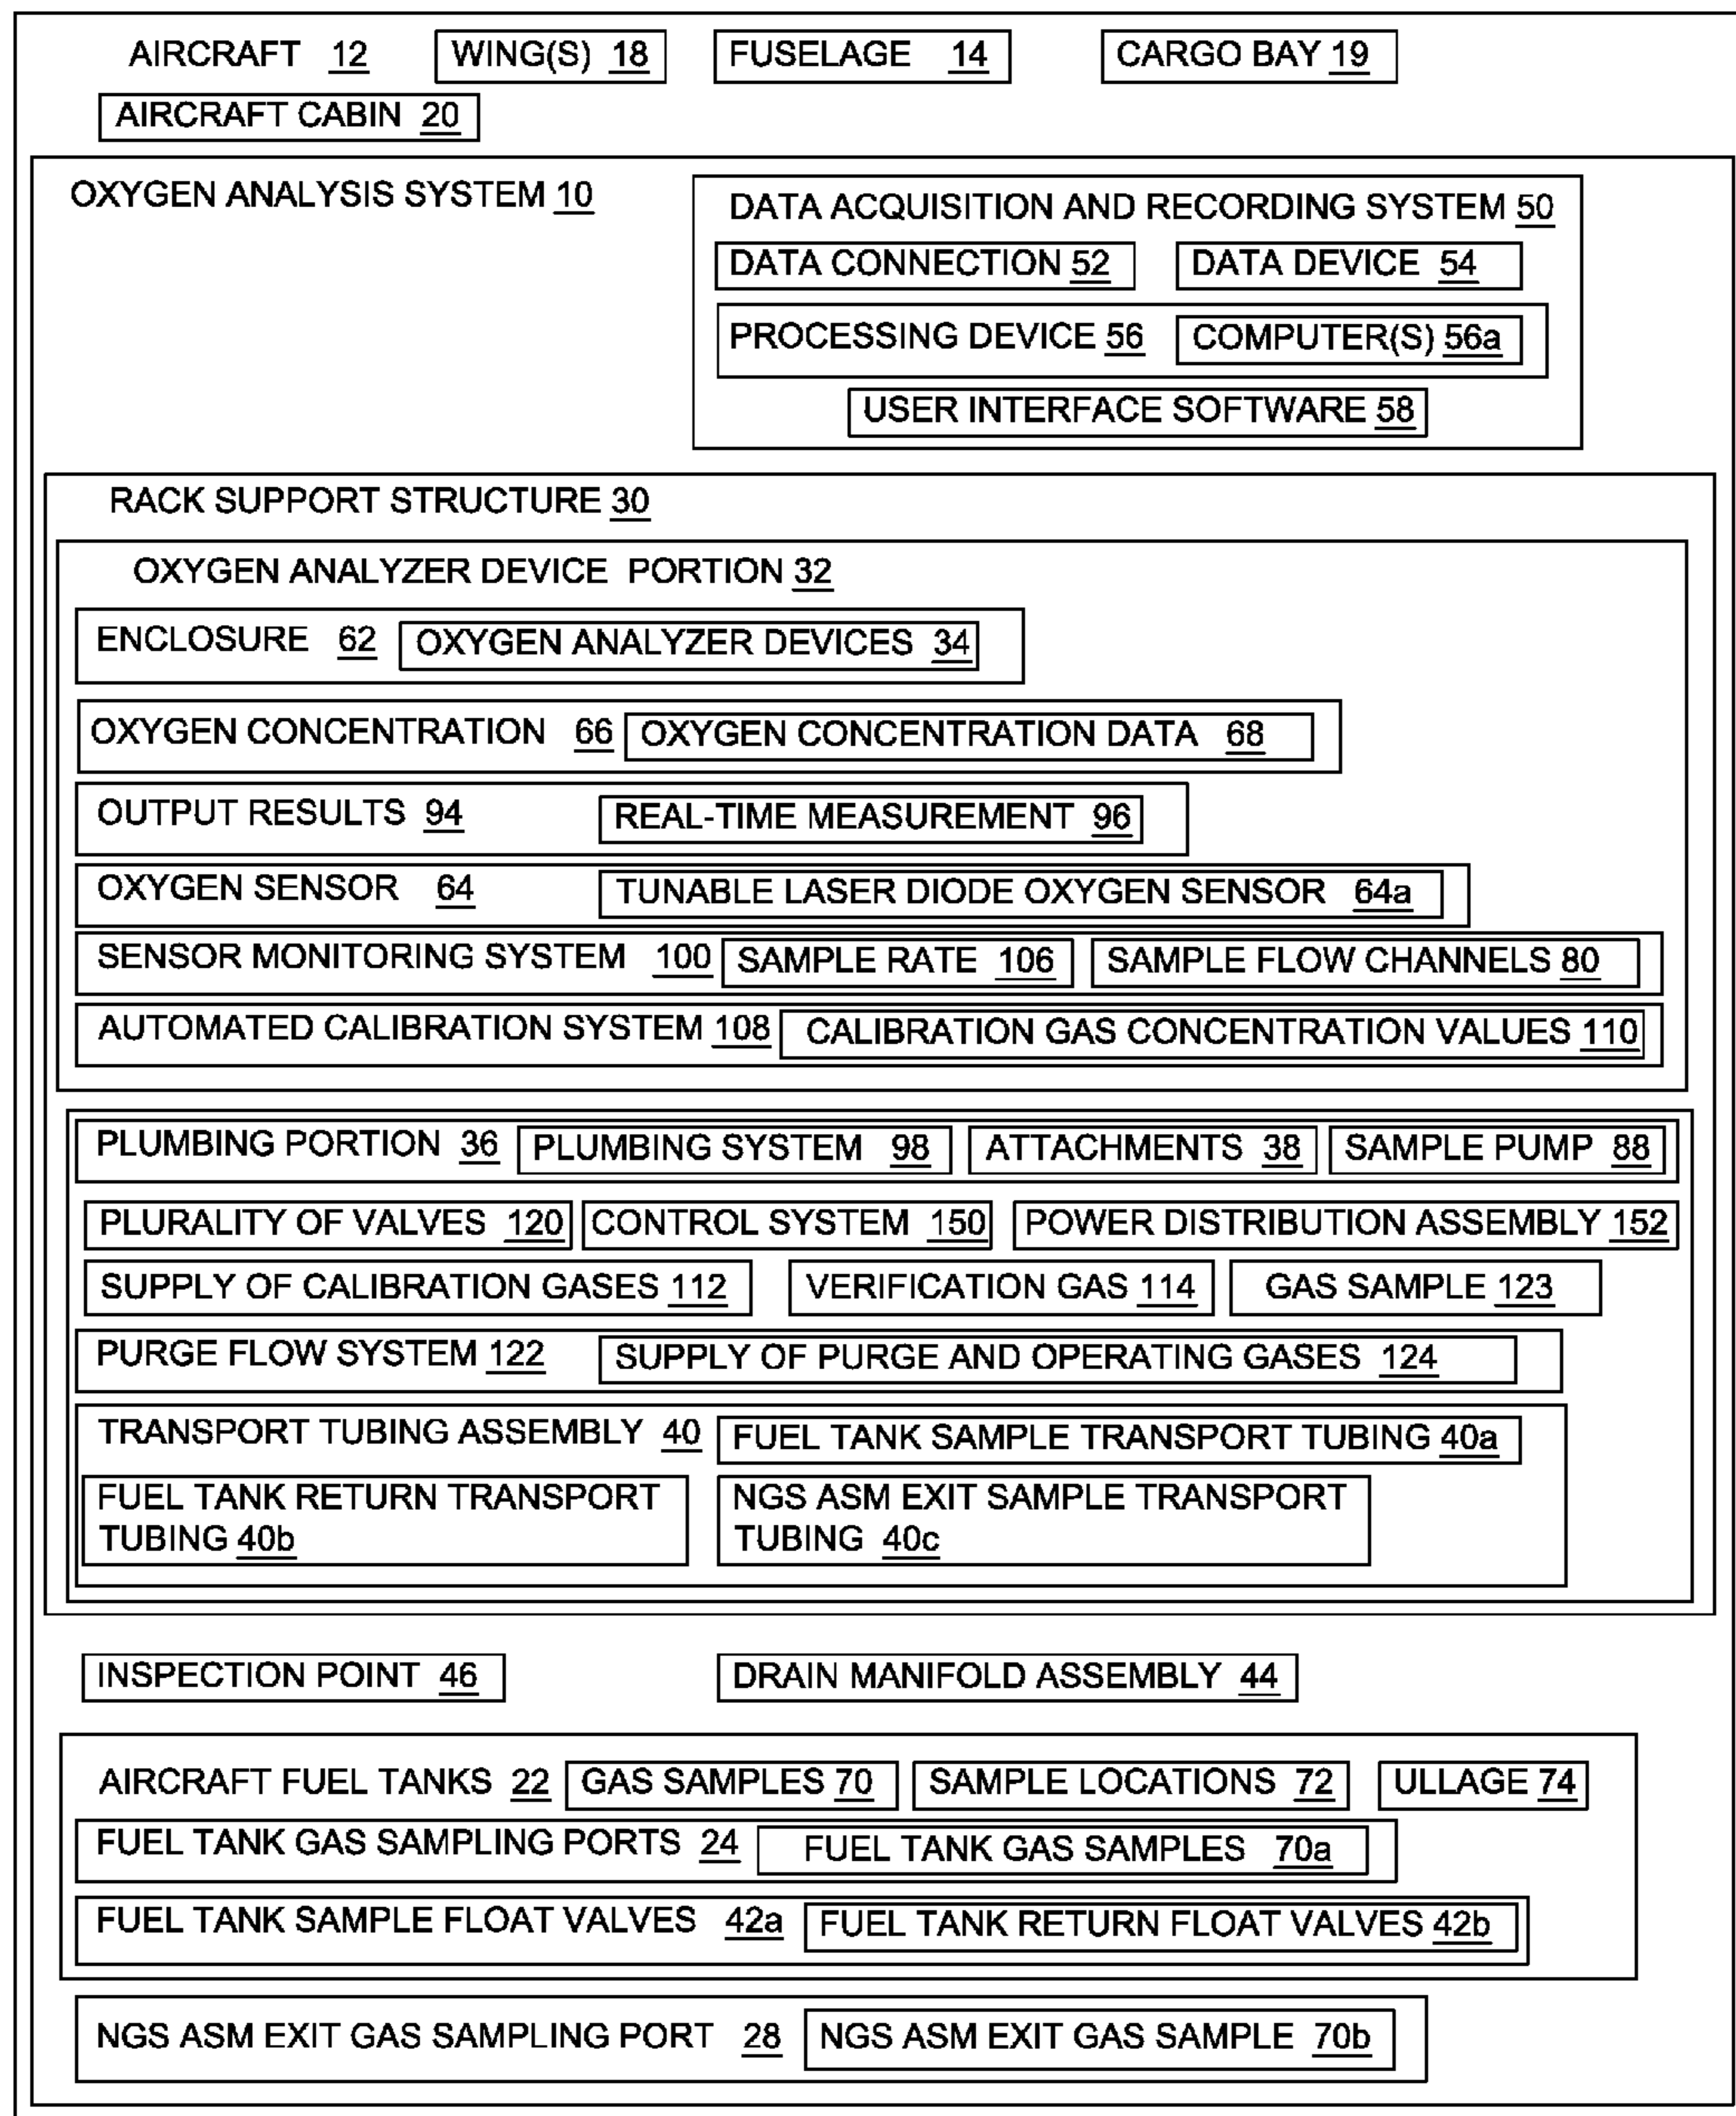 AIRCRAFT 12 WING(S) 18 FUSELAGE 14 CARGO BAY 19
AIRCRAFT CABIN 20
OXYGEN ANALYSIS SYSTEM 10
DATA ACQUISITION AND RECORDING SYSTEM 50
DATA CONNECTION 52 DATA DEVICE 54
PROCESSING DEVICE 56 COMPUTER(S) 56a
USER INTERFACE SOFTWARE 58
RACK SUPPORT STRUCTURE 30
OXYGEN ANALYZER DEVICE PORTION 32
ENCLOSURE 62 OXYGEN ANALYZER DEVICES 34
OXYGEN CONCENTRATION 66 OXYGEN CONCENTRATION DATA 68
OUTPUT RESULTS 94 REAL-TIME MEASUREMENT 96
OXYGEN SENSOR 64 TUNABLE LASER DIODE OXYGEN SENSOR 64a
SENSOR MONITORING SYSTEM 100 SAMPLE RATE 106 SAMPLE FLOW CHANNELS 80
AUTOMATED CALIBRATION SYSTEM 108 CALIBRATION GAS CONCENTRATION VALUES 110
PLUMBING PORTION 36 PLUMBING SYSTEM 98 ATTACHMENTS 38 SAMPLE PUMP 88
PLURALITY OF VALVES 120 CONTROL SYSTEM 150 POWER DISTRIBUTION ASSEMBLY 152
SUPPLY OF CALIBRATION GASES 112 VERIFICATION GAS 114 GAS SAMPLE 123
PURGE FLOW SYSTEM 122 SUPPLY OF PURGE AND OPERATING GASES 124
TRANSPORT TUBING ASSEMBLY 40 FUEL TANK SAMPLE TRANSPORT TUBING 40a
FUEL TANK RETURN TRANSPORT
TUBING 40b
NGS ASM EXIT SAMPLE TRANSPORT
TUBING 40c
INSPECTION POINT 46 DRAIN MANIFOLD ASSEMBLY 44
AIRCRAFT FUEL TANKS 22 GAS SAMPLES 70 SAMPLE LOCATIONS 72 ULLAGE 74
FUEL TANK GAS SAMPLING PORTS 24 FUEL TANK GAS SAMPLES 70a
FUEL TANK SAMPLE FLOAT VALVES 42a FUEL TANK RETURN FLOAT VALVES 42b
NGS ASM EXIT GAS SAMPLING PORT 28 NGS ASM EXIT GAS SAMPLE 70b